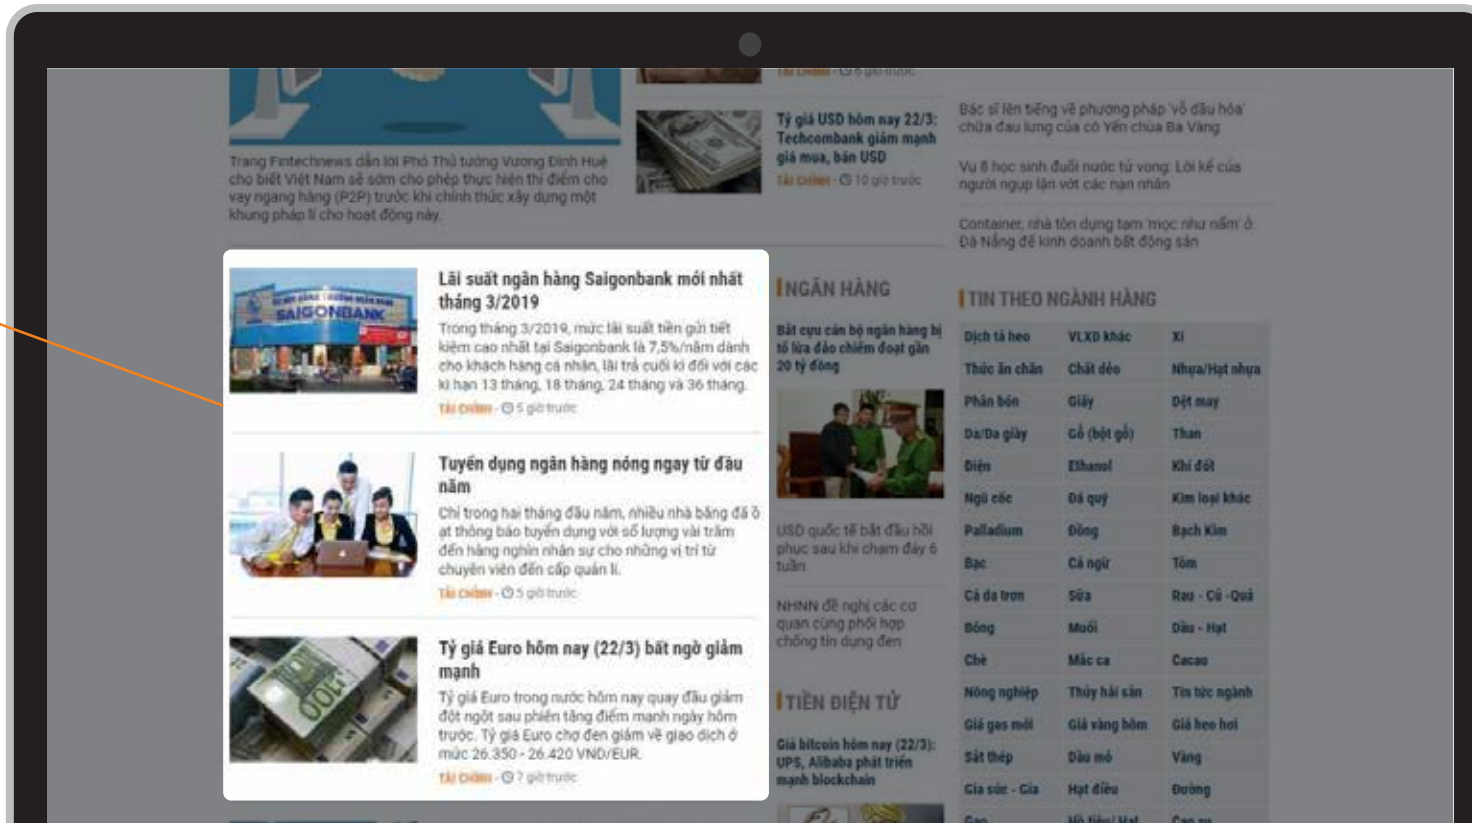 Trang Fintechnews dẫn lời Phó Thủ tướng Vương Đình Huệ
cho biết Việt Nam sẽ sớm cho phép thực hiện thí điểm cho
vay ngang hàng (P2P) trước khi chính thức xây dựng một
khung pháp lí cho hoạt động này.
TÀI CHÍNH - 6 giờ trước
Tỷ giá USD hôm nay 22/3:
Techcombank giảm mạnh
giá mua, bán USD
TÀI CHÍNH - 10 giờ trước
Bác sĩ lên tiếng về phương pháp 'vỗ dầu hỏa'
chữa đau lưng của cô Yến chùa Ba Vàng
Vụ 8 học sinh đuối nước tử vong: Lời kể của
người ngụp lặn vớt các nạn nhân
Container, nhà tôn dựng tạm 'mọc như nấm' ở
Đà Nẵng để kinh doanh bất động sản
SAIGONBANK
Lãi suất ngân hàng Saigonbank mới nhất
tháng 3/2019
Trong tháng 3/2019, mức lãi suất tiền gửi tiết
kiệm cao nhất tại Saigonbank là 7,5%/năm dành
cho khách hàng cá nhân, lãi trả cuối kì đối với các
kì hạn 13 tháng, 18 tháng, 24 tháng và 36 tháng.
TÀI CHÍNH - 5 giờ trước
Tuyển dụng ngân hàng nóng ngay từ đầu
năm
Chỉ trong hai tháng đầu năm, nhiều nhà băng đã ồ
ạt thông báo tuyển dụng với số lượng vài trăm
đến hàng nghìn nhân sự cho những vị trí từ
chuyên viên đến cấp quản lí.
TÀI CHÍNH - 5 giờ trước
100
Tỷ giá Euro hôm nay (22/3) bất ngờ giảm
mạnh
Tỷ giá Euro trong nước hôm nay quay đầu giảm
đột ngột sau phiên tăng điểm mạnh ngày hôm
trước. Tỷ giá Euro chợ đen giảm về giao dịch ở
mức 26.350 - 26.420 VND/EUR.
TÀI CHÍNH - 7 giờ trước
NGÂN HÀNG
Bắt cựu cán bộ ngân hàng bị
tố lừa đảo chiếm đoạt gần
20 tỷ đồng
USD quốc tế bắt đầu hồi
phục sau khi chạm đáy 6
tuần
NHNN đề nghị các cơ
quan cùng phối hợp
chống tín dụng đen
TIỀN ĐIỆN TỬ
Giá bitcoin hôm nay (22/3):
UPS, Alibaba phát triển
mạnh blockchain
TIN THEO NGÀNH HÀNG
Dịch tả heo VLXD khác Xi
Thức ăn chăn Chất dẻo Nhựa/Hạt nhựa
Phân bón Giấy Dệt may
Da/Da giày Gỗ (bột gỗ) Than
Điện Ethanol Khí đốt
Ngũ cốc Đá quý Kim loại khác
Palladium Đồng Bạch Kim
Bạc Cá ngừ Tôm
Cá da trơn Sữa Rau - Củ -Quả
Bông Muối Dầu - Hạt
Chè Mắc ca Cacao
Nông nghiệp Thủy hải sản Tin tức ngành
Giá gas mới Giá vàng hôm Giá heo hơi
Sắt thép Dầu mỏ Vàng
Gia súc - Gia Hạt điều Đường
Gạo Hồ tiêu/ Hạt Cao su